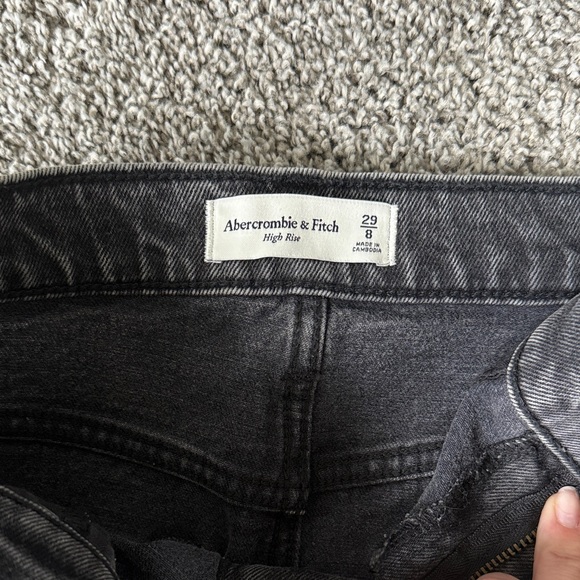 Abercrombie & Fitch
High Rise
29
8
MADE IN
CAMBODIA